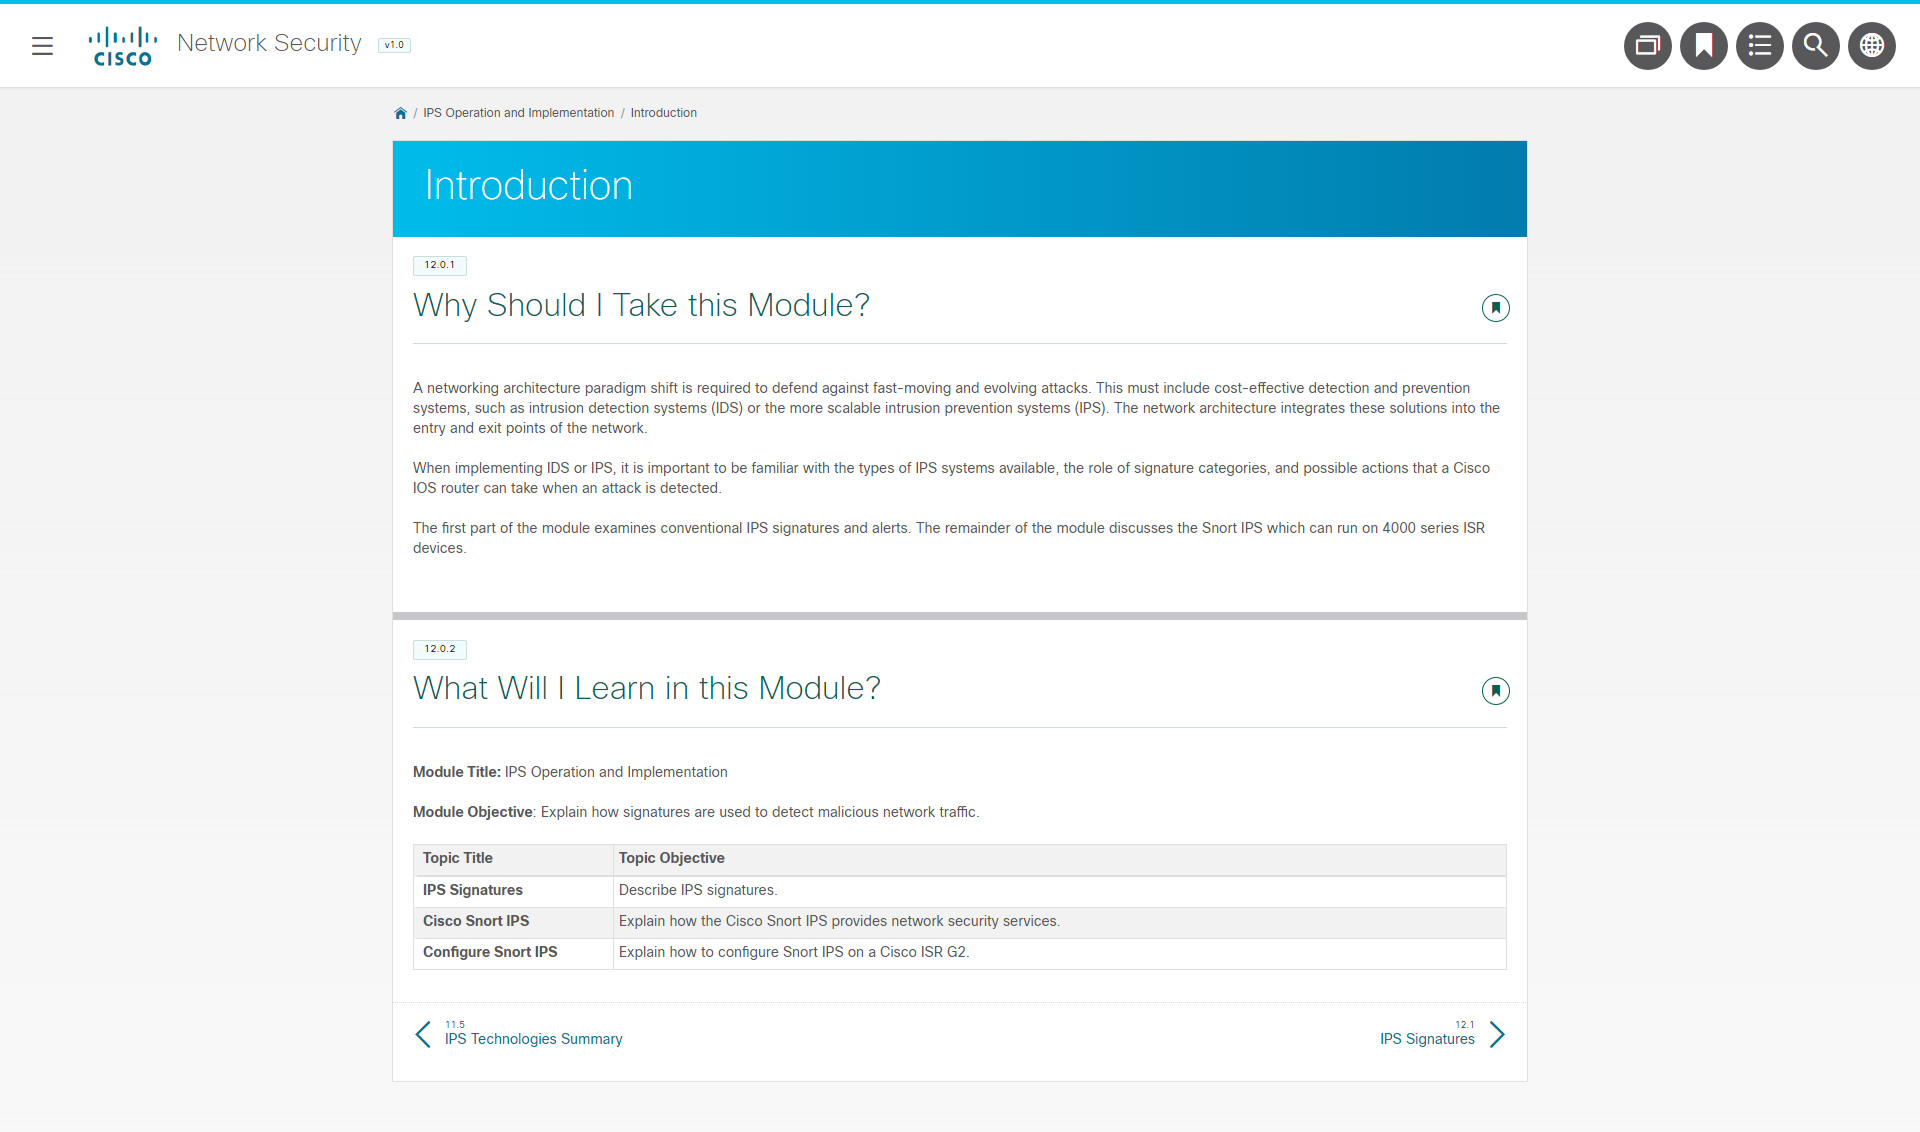 CISCO
Network Security
v1.0
/ IPS Operation and Implementation / Introduction
Introduction
12.0.1
Why Should I Take this Module?
A networking architecture paradigm shift is required to defend against fast-moving and evolving attacks. This must include cost-effective detection and prevention
systems, such as intrusion detection systems (IDS) or the more scalable intrusion prevention systems (IPS). The network architecture integrates these solutions into the
entry and exit points of the network.
When implementing IDS or IPS, it is important to be familiar with the types of IPS systems available, the role of signature categories, and possible actions that a Cisco
IOS router can take when an attack is detected.
The first part of the module examines conventional IPS signatures and alerts. The remainder of the module discusses the Snort IPS which can run on 4000 series ISR
devices.
12.0.2
What Will I Learn in this Module?
Module Title: IPS Operation and Implementation
Module Objective: Explain how signatures are used to detect malicious network traffic.
Topic Title Topic Objective
IPS Signatures Describe IPS signatures.
Cisco Snort IPS Explain how the Cisco Snort IPS provides network security services.
Configure Snort IPS Explain how to configure Snort IPS on a Cisco ISR G2.
11.5
IPS Technologies Summary
12.1
IPS Signatures